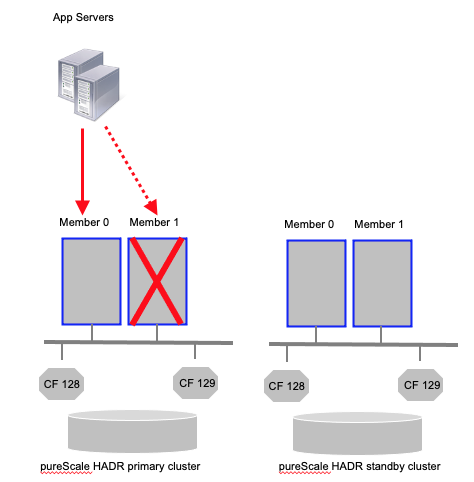 App Servers
Member 0
Member 1
Member 0
Member 1
CF 128
CF 129
CF 128
CF 129
pureScale HADR primary cluster
pureScale HADR standby cluster